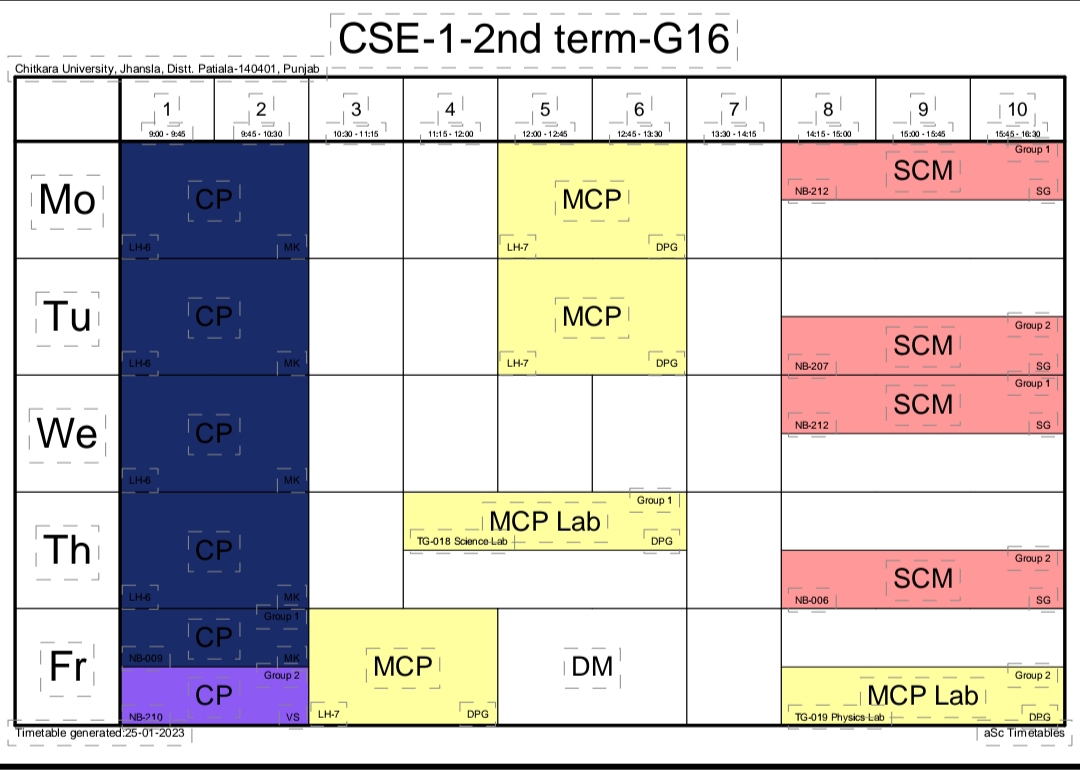 CSE-1-2nd term-G16
Chitkara University, Jhansla, Distt. Patiala-140401, Punjab
1 2 3 4 5 6 7 8 9 10
9:00 - 9:45 9:45 - 10:30 10:30 - 11:15 11:15 - 12:00 12:00 - 12:45 12:45 - 13:30 13:30 - 14:15 14:15 - 15:00 15:00 - 15:45 15:45 - 16:30
Group 1
Mo CP MCP SCM
NB-212 SG
LH-6 MK LH-7 DPG
Tu CP MCP
Group 2
SCM
LH-6 MK LH-7 DPG NB-207 SG
Group 1
We CP SCM
NB-212 SG
LH-6 MK
Group 1
Th CP MCP Lab
TG-018 Science Lab DPG
Group 2
SCM
LH-6 MK NB-006 SG
Group 1
CP
NB-009 MK
Fr MCP DM
Group 2 Group 2
CP MCP Lab
NB-210 VS LH-7 DPG TG-019 Physics Lab DPG
Timetable generated:25-01-2023 aSc Timetables